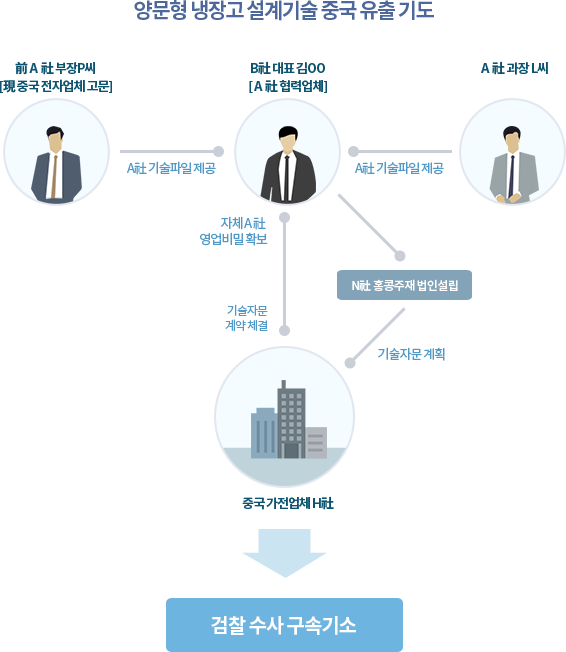 양문형 냉장고 설계기술 중국 유출 기도
前 A 社 부장P씨
[現 중국 전자업체 고문]
B社 대표 김OO
[ A 社 협력업체]
A 社 과장 L씨
A社 기술파일 제공
A社 기술파일 제공
자체 A 社
영업비밀 확보
N社 홍콩주재 법인설립
기술자문
계약 체결
기술자문 계획
중국 가전업체 H社
검찰 수사 구속기소